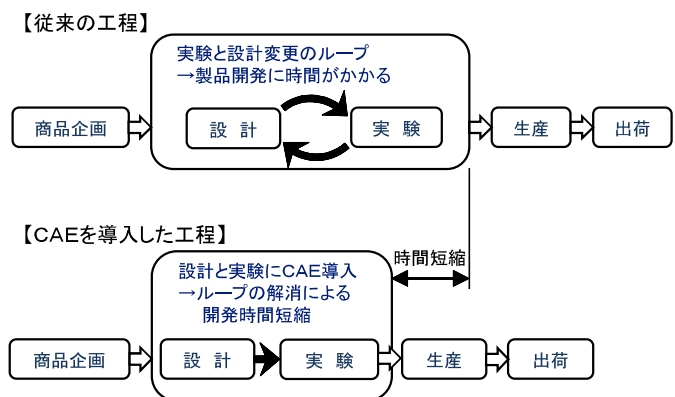 【従来の工程】
実験と設計変更のループ
→製品開発に時間がかかる
商品企画
設 計
実 験
生産
出荷
【CAEを導入した工程】
時間短縮
設計と実験にCAE導入
→ループの解消による
開発時間短縮
商品企画
設 計
実 験
生産
出荷